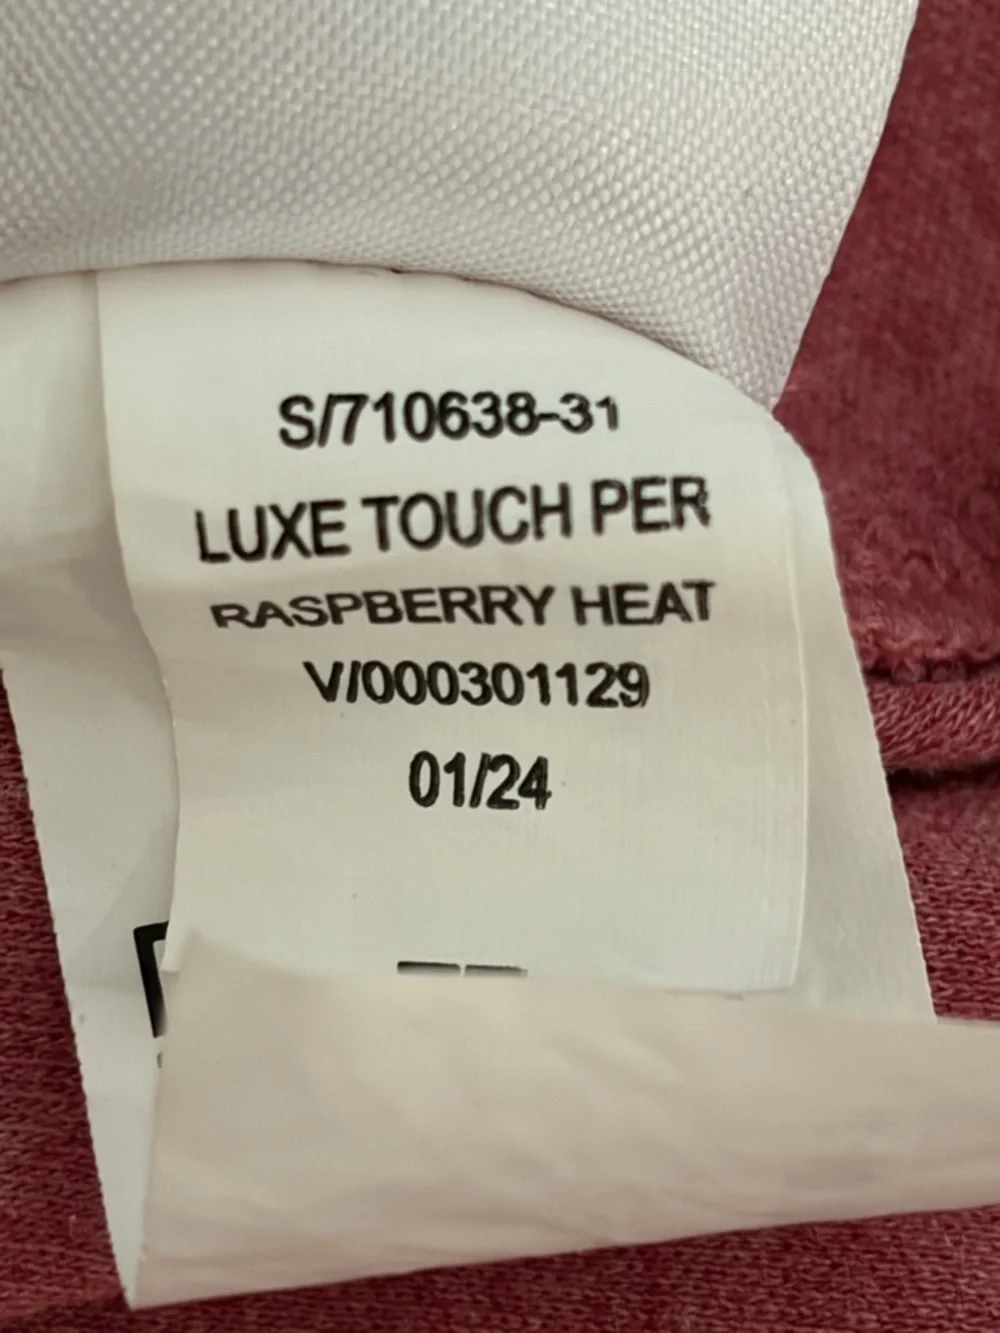 S/710638-31
LUXE TOUCH PER
RASPBERRY HEAT
V/000301129
01/24